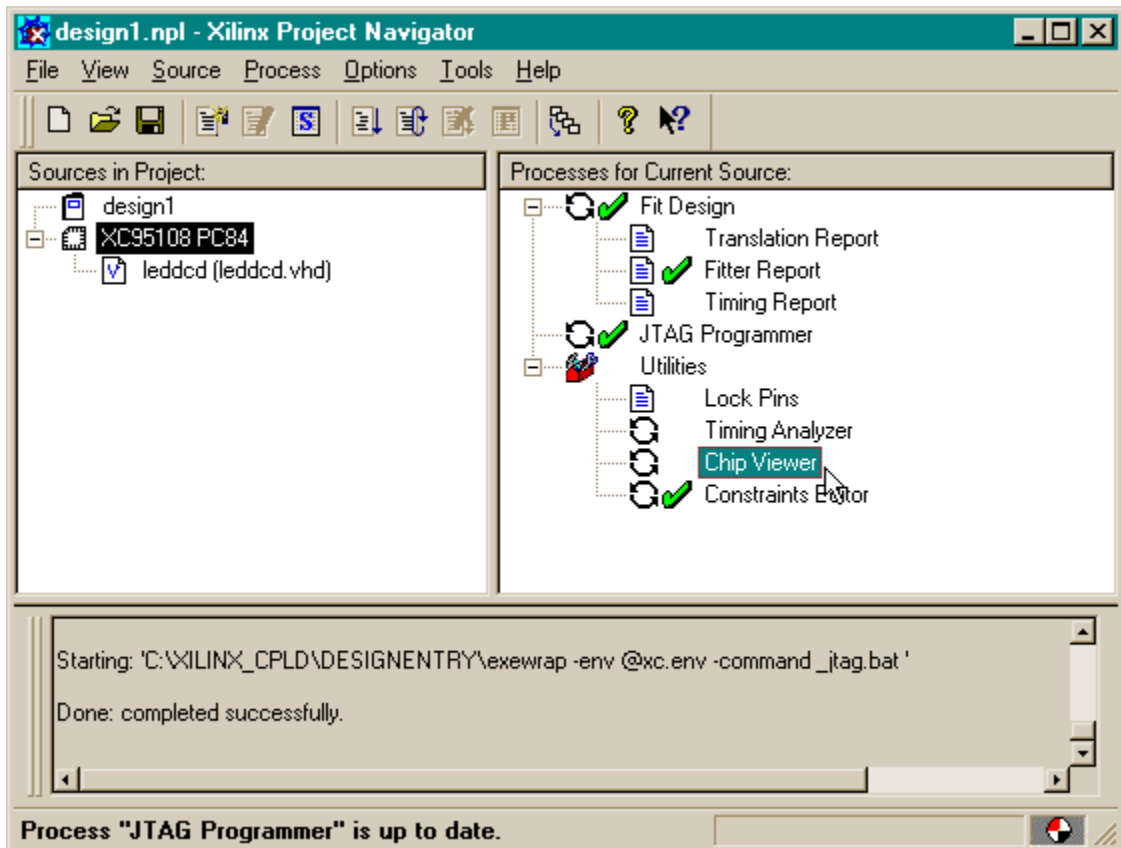 design1.npl - Xilinx Project Navigator
File View Source Process Options Tools Help
Sources in Project:
design1
XC95108 PC84
leddcd (leddcd.vhd)
Processes for Current Source:
Fit Design
Translation Report
Fitter Report
Timing Report
JTAG Programmer
Utilities
Lock Pins
Timing Analyzer
Chip Viewer
Constraints Editor
Starting: 'C:\XILINX_CPLD\DESIGNENTRY\exewrap -env @xc.env -command _jtag.bat '
Done: completed successfully.
Process "JTAG Programmer" is up to date.